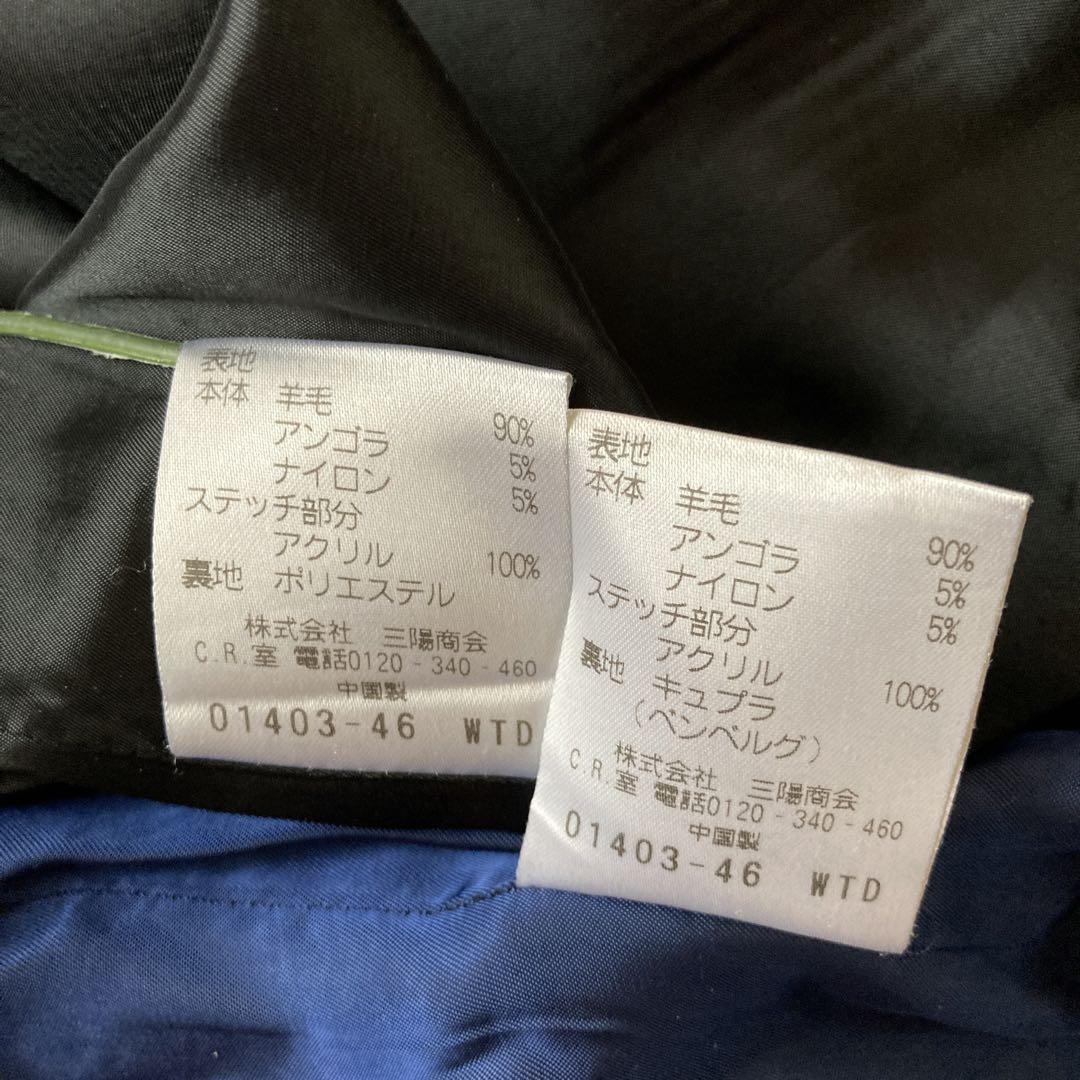 表地
本体 羊毛 90%
アンゴラ 5%
ナイロン 5%
ステッチ部分
アクリル 100%
裏地 ポリエステル
株式会社 三陽商会
C.R.室 電話0120-340-460
中国製
01403-46 WTD
表地
本体 羊毛 90%
アンゴラ 5%
ナイロン 5%
ステッチ部分
アクリル 100%
裏地 キュプラ
(ベンベルグ)
株式会社 三陽商会
C.R.室 電話0120-340-460
中国製
01403-46 WTD